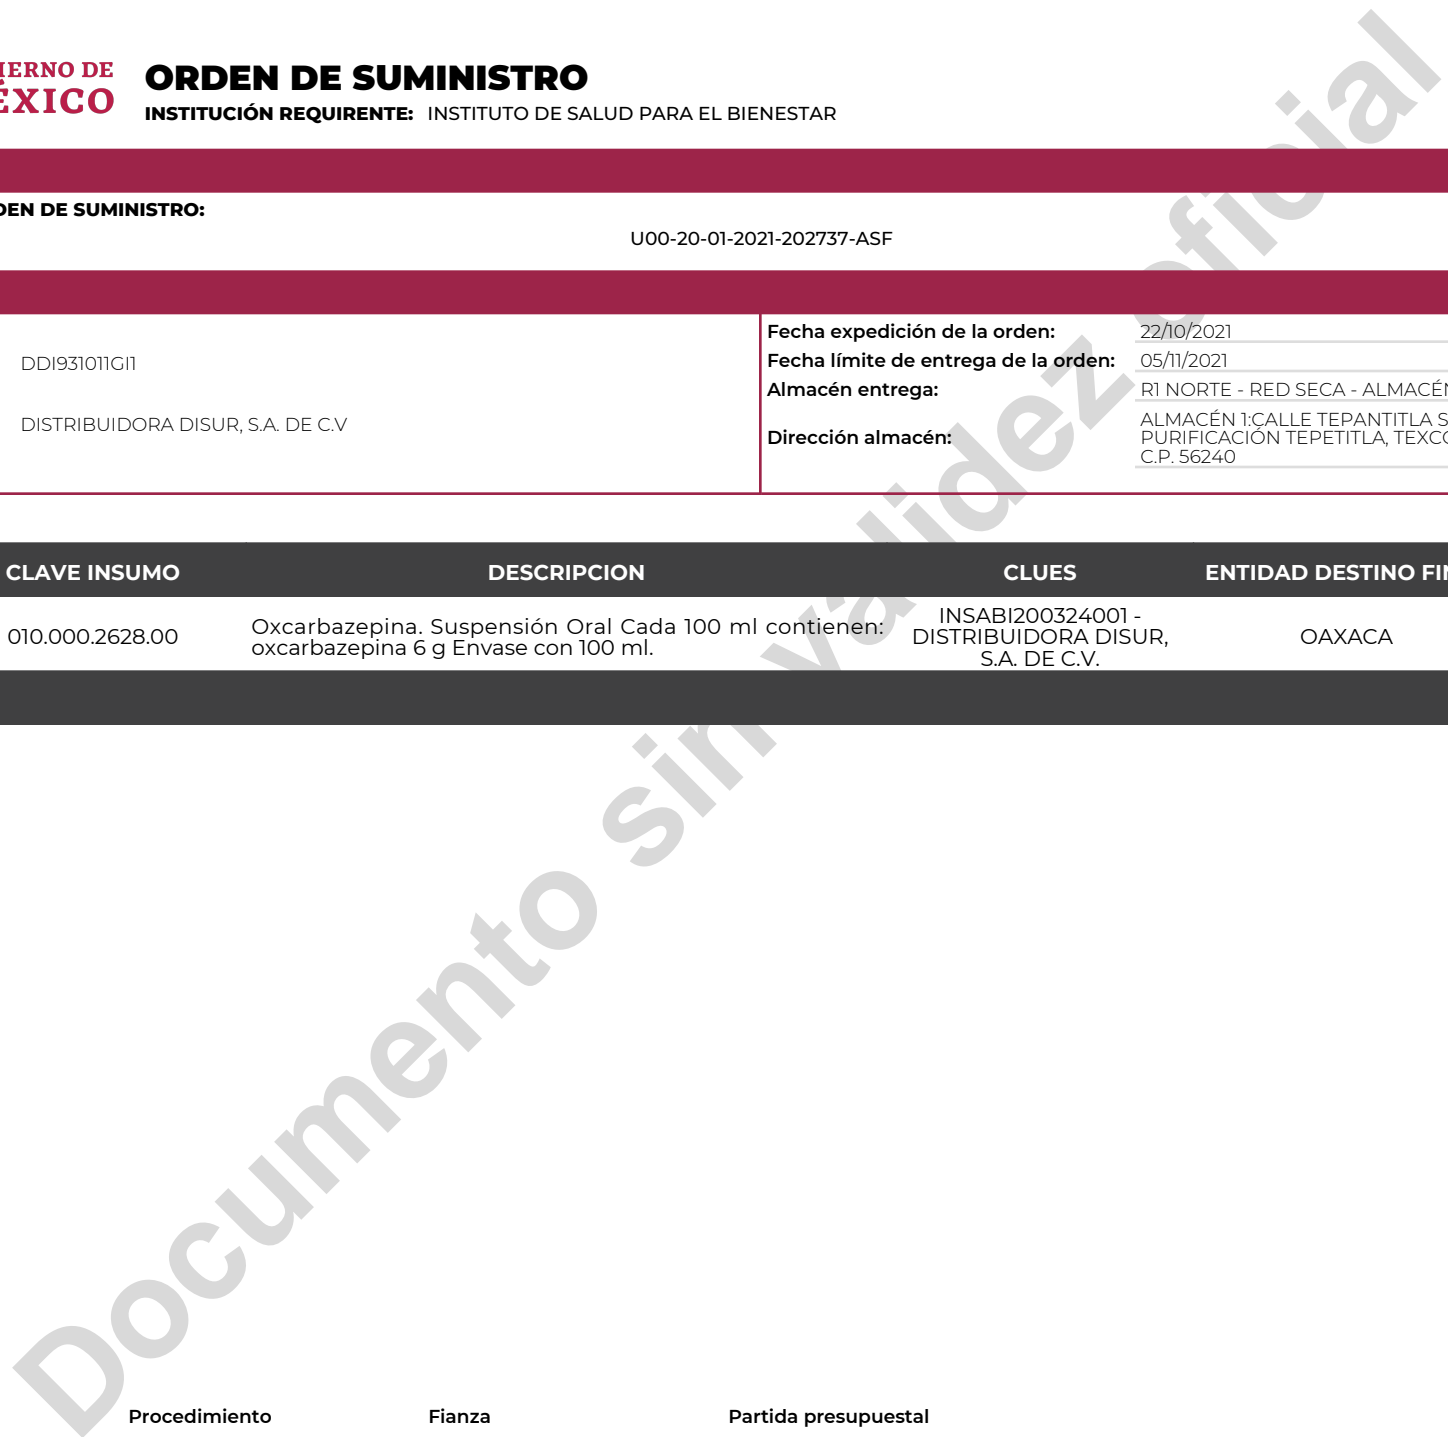 IERNO DE
ÉXICO
ORDEN DE SUMINISTRO
INSTITUCIÓN REQUIRENTE: INSTITUTO DE SALUD PARA EL BIENESTAR
DEN DE SUMINISTRO:
U00-20-01-2021-202737-ASF
DDI931011GI1
DISTRIBUIDORA DISUR, S.A. DE C.V
Fecha expedición de la orden: 22/10/2021
Fecha límite de entrega de la orden: 05/11/2021
Almacén entrega: R1 NORTE - RED SECA - ALMACÉN
Dirección almacén:
ALMACÉN 1:CALLE TEPANTITLA S
PURIFICACIÓN TEPETITLA, TEXCO
C.P. 56240
CLAVE INSUMO DESCRIPCION CLUES ENTIDAD DESTINO FIN
010.000.2628.00
Oxcarbazepina. Suspensión Oral Cada 100 ml contienen:
oxcarbazepina 6 g Envase con 100 ml.
INSABI200324001 -
DISTRIBUIDORA DISUR,
S.A. DE C.V.
OAXACA
Documento sin validez oficial
Procedimiento Fianza Partida presupuestal